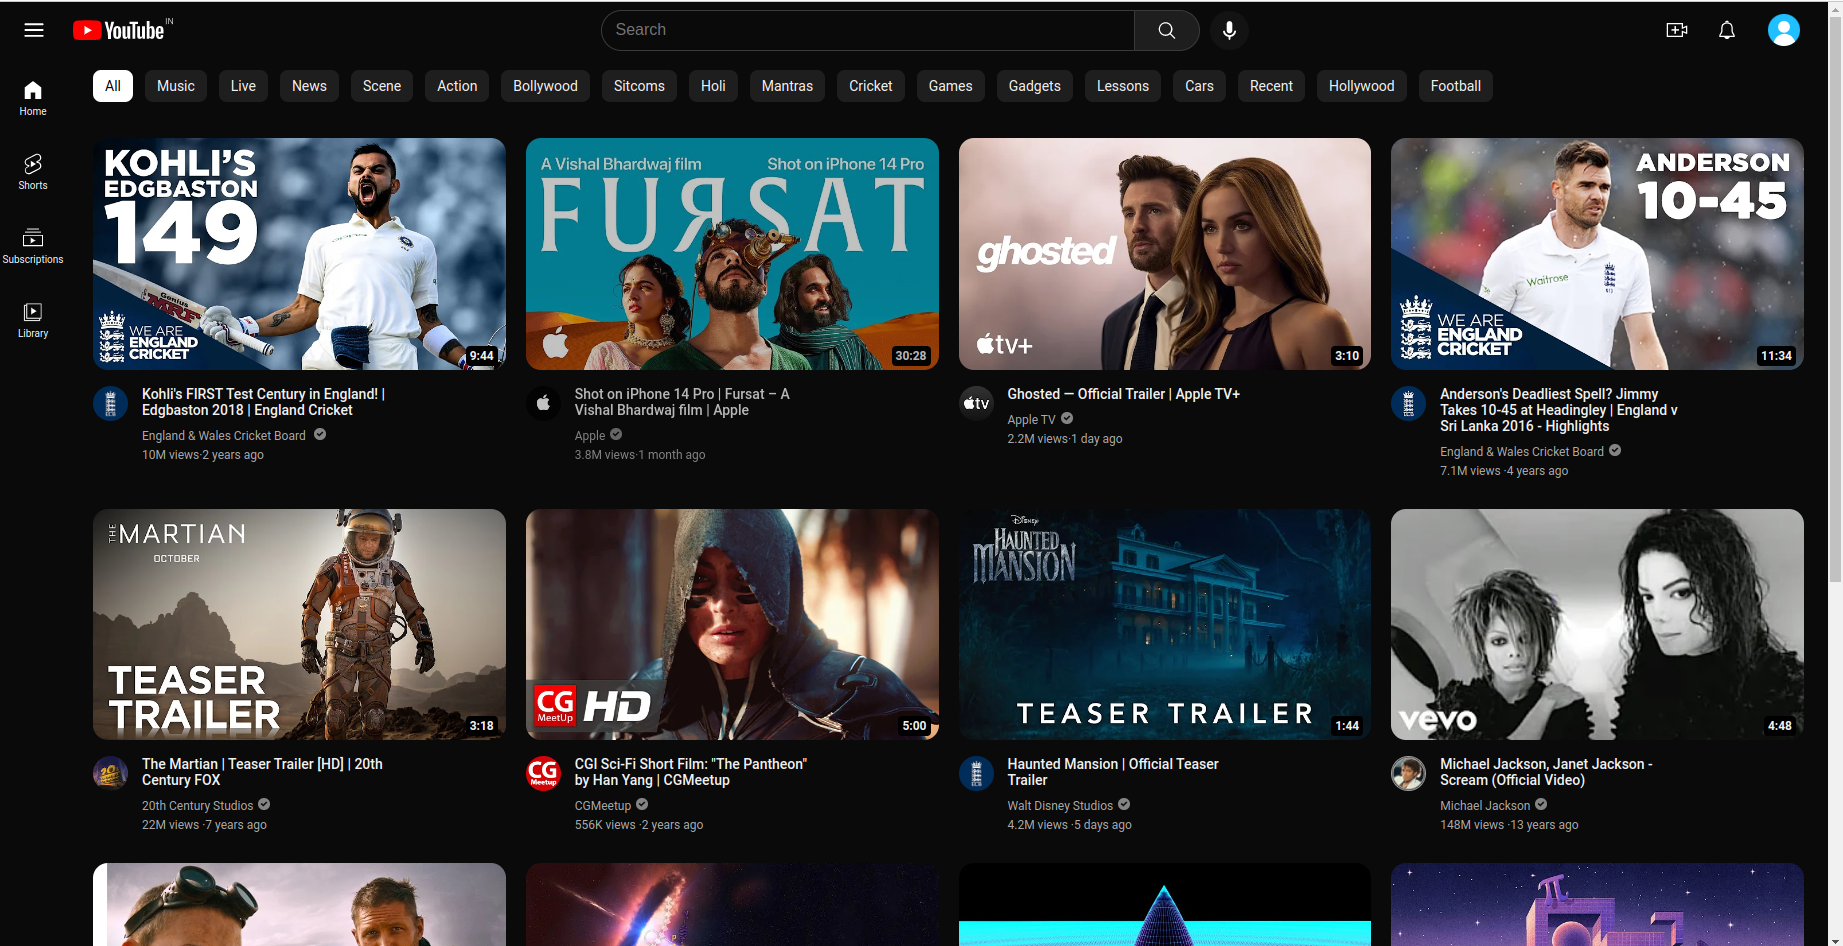 YouTube IN
Search
All
Music
Live
News
Scene
Action
Bollywood
Sitcoms
Holi
Mantras
Cricket
Games
Gadgets
Lessons
Cars
Recent
Hollywood
Football
Home
Shorts
Subscriptions
Library
KOHLI'S
EDGBASTON
149
Genius
MRF
WE ARE
ENGLAND
CRICKET
9:44
Kohli's FIRST Test Century in England! |
Edgbaston 2018 | England Cricket
England & Wales Cricket Board
10M views·2 years ago
A Vishal Bhardwaj film
Shot on iPhone 14 Pro
FURSAT
30:28
Shot on iPhone 14 Pro | Fursat – A
Vishal Bhardwaj film | Apple
Apple
3.8M views·1 month ago
ghosted
tv+
3:10
tv
Ghosted — Official Trailer | Apple TV+
Apple TV
2.2M views·1 day ago
ANDERSON
10-45
Waitrose
WE ARE
ENGLAND
CRICKET
11:34
Anderson's Deadliest Spell? Jimmy
Takes 10-45 at Headingley | England v
Sri Lanka 2016 - Highlights
England & Wales Cricket Board
7.1M views ·4 years ago
THE MARTIAN
OCTOBER
TEASER
TRAILER
3:18
The Martian | Teaser Trailer [HD] | 20th
Century FOX
20th Century Studios
22M views ·7 years ago
CG
MeetUp
HD
5:00
CG
Meetup
CGI Sci-Fi Short Film: "The Pantheon"
by Han Yang | CGMeetup
CGMeetup
556K views ·2 years ago
Disney
HAUNTED
MANSION
TEASER TRAILER
1:44
Haunted Mansion | Official Teaser
Trailer
Walt Disney Studios
4.2M views ·5 days ago
vevo
4:48
Michael Jackson, Janet Jackson -
Scream (Official Video)
Michael Jackson
148M views ·13 years ago